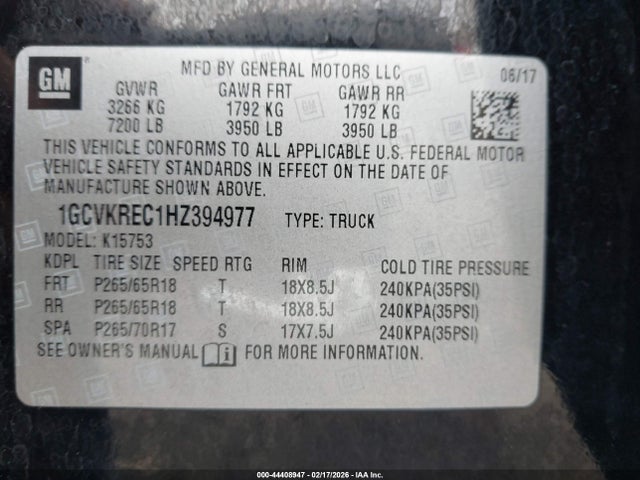 GM
MFD BY GENERAL MOTORS LLC 06/17
GVWR GAWR FRT GAWR RR
3266 KG 1792 KG 1792 KG
7200 LB 3950 LB 3950 LB
THIS VEHICLE CONFORMS TO ALL APPLICABLE U.S. FEDERAL MOTOR
VEHICLE SAFETY STANDARDS IN EFFECT ON THE DATE OF
MANUFACTURE SHOWN ABOVE.
1GCVKREC1HZ394977 TYPE: TRUCK
MODEL: K15753
KDPL TIRE SIZE SPEED RTG RIM COLD TIRE PRESSURE
FRT P265/65R18 T 18X8.5J 240KPA(35PSI)
RR P265/65R18 T 18X8.5J 240KPA(35PSI)
SPA P265/70R17 S 17X7.5J 240KPA(35PSI)
SEE OWNER'S MANUAL FOR MORE INFORMATION.
000-44408947 - 02/17/2026 - IAA Inc.